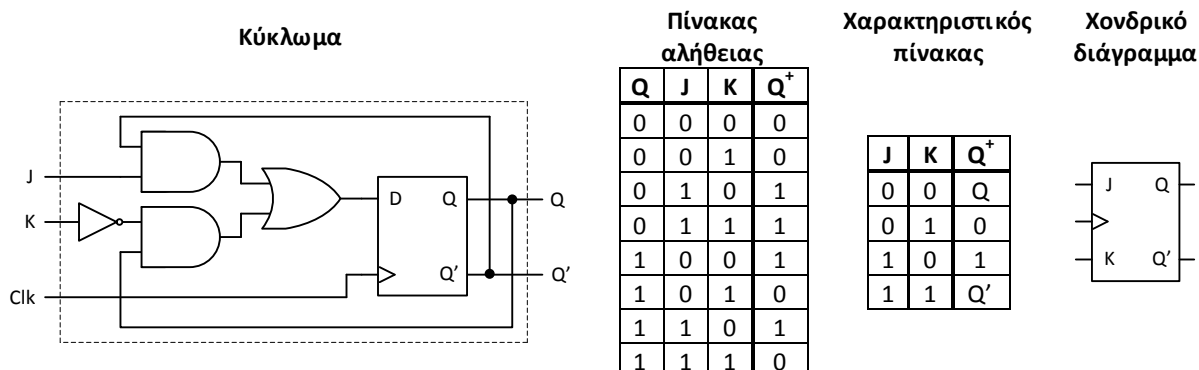 Κύκλωμα
J
K
Clk
D Q
Q'
Q
Q'
Πίνακας
αλήθειας
Q J K Q+
0 0 0 0
0 0 1 0
0 1 0 1
0 1 1 1
1 0 0 1
1 0 1 0
1 1 0 1
1 1 1 0
Χαρακτηριστικός
πίνακας
J K Q+
0 0 Q
0 1 0
1 0 1
1 1 Q'
Χονδρικό
διάγραμμα
J Q
K Q'